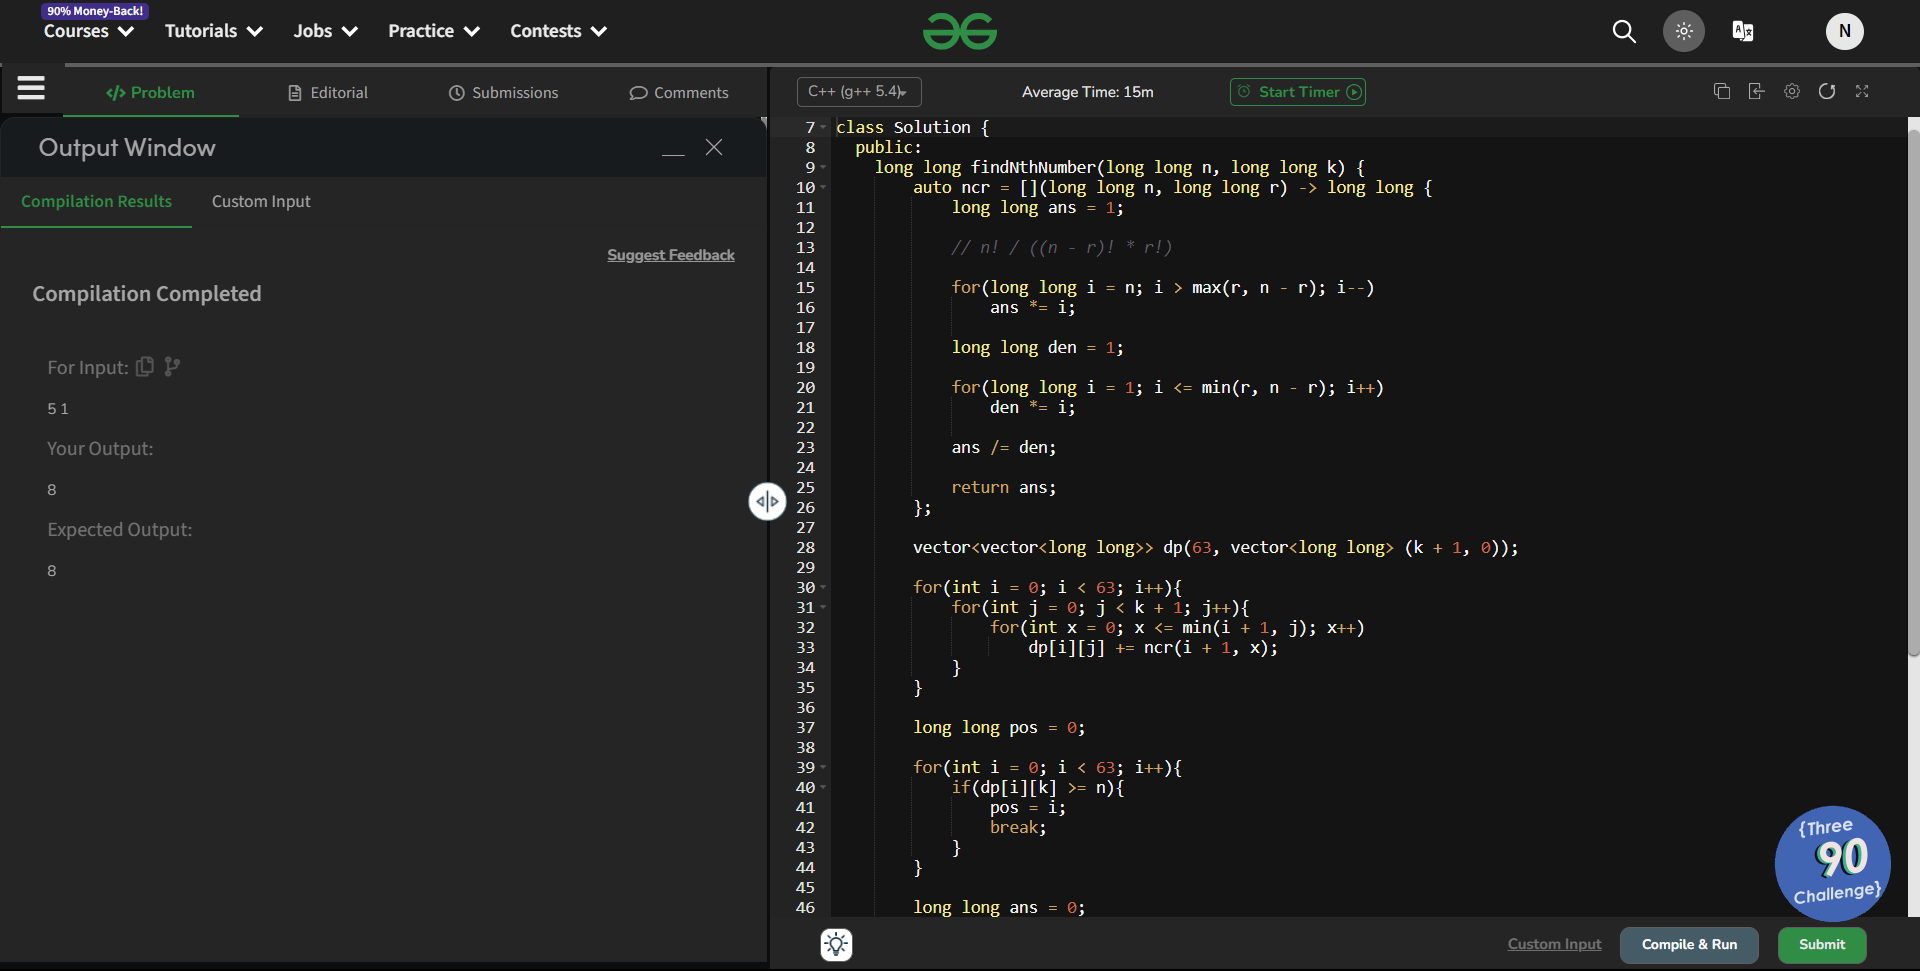 90% Money-Back!
Courses Tutorials Jobs Practice Contests N
Problem Editorial Submissions Comments
Output Window
Compilation Results Custom Input
Suggest Feedback
Compilation Completed
For Input:
5 1
Your Output:
8
Expected Output:
8
C++ (g++ 5.4) Average Time: 15m Start Timer
7 class Solution {
8   public:
9     long long findNthNumber(long long n, long long k) {
10         auto ncr = [](long long n, long long r) -> long long {
11             long long ans = 1;
12
13             // n! / ((n - r)! * r!)
14
15             for(long long i = n; i > max(r, n - r); i--)
16                 ans *= i;
17
18             long long den = 1;
19
20             for(long long i = 1; i <= min(r, n - r); i++)
21                 den *= i;
22
23             ans /= den;
24
25             return ans;
26         };
27
28         vector<vector<long long>> dp(63, vector<long long> (k + 1, 0));
29
30         for(int i = 0; i < 63; i++){
31             for(int j = 0; j < k + 1; j++){
32                 for(int x = 0; x <= min(i + 1, j); x++)
33                     dp[i][j] += ncr(i + 1, x);
34             }
35         }
36
37         long long pos = 0;
38
39         for(int i = 0; i < 63; i++){
40             if(dp[i][k] >= n){
41                 pos = i;
42                 break;
43             }
44         }
45
46         long long ans = 0;
{Three
90
Challenge}
Custom Input Compile & Run Submit